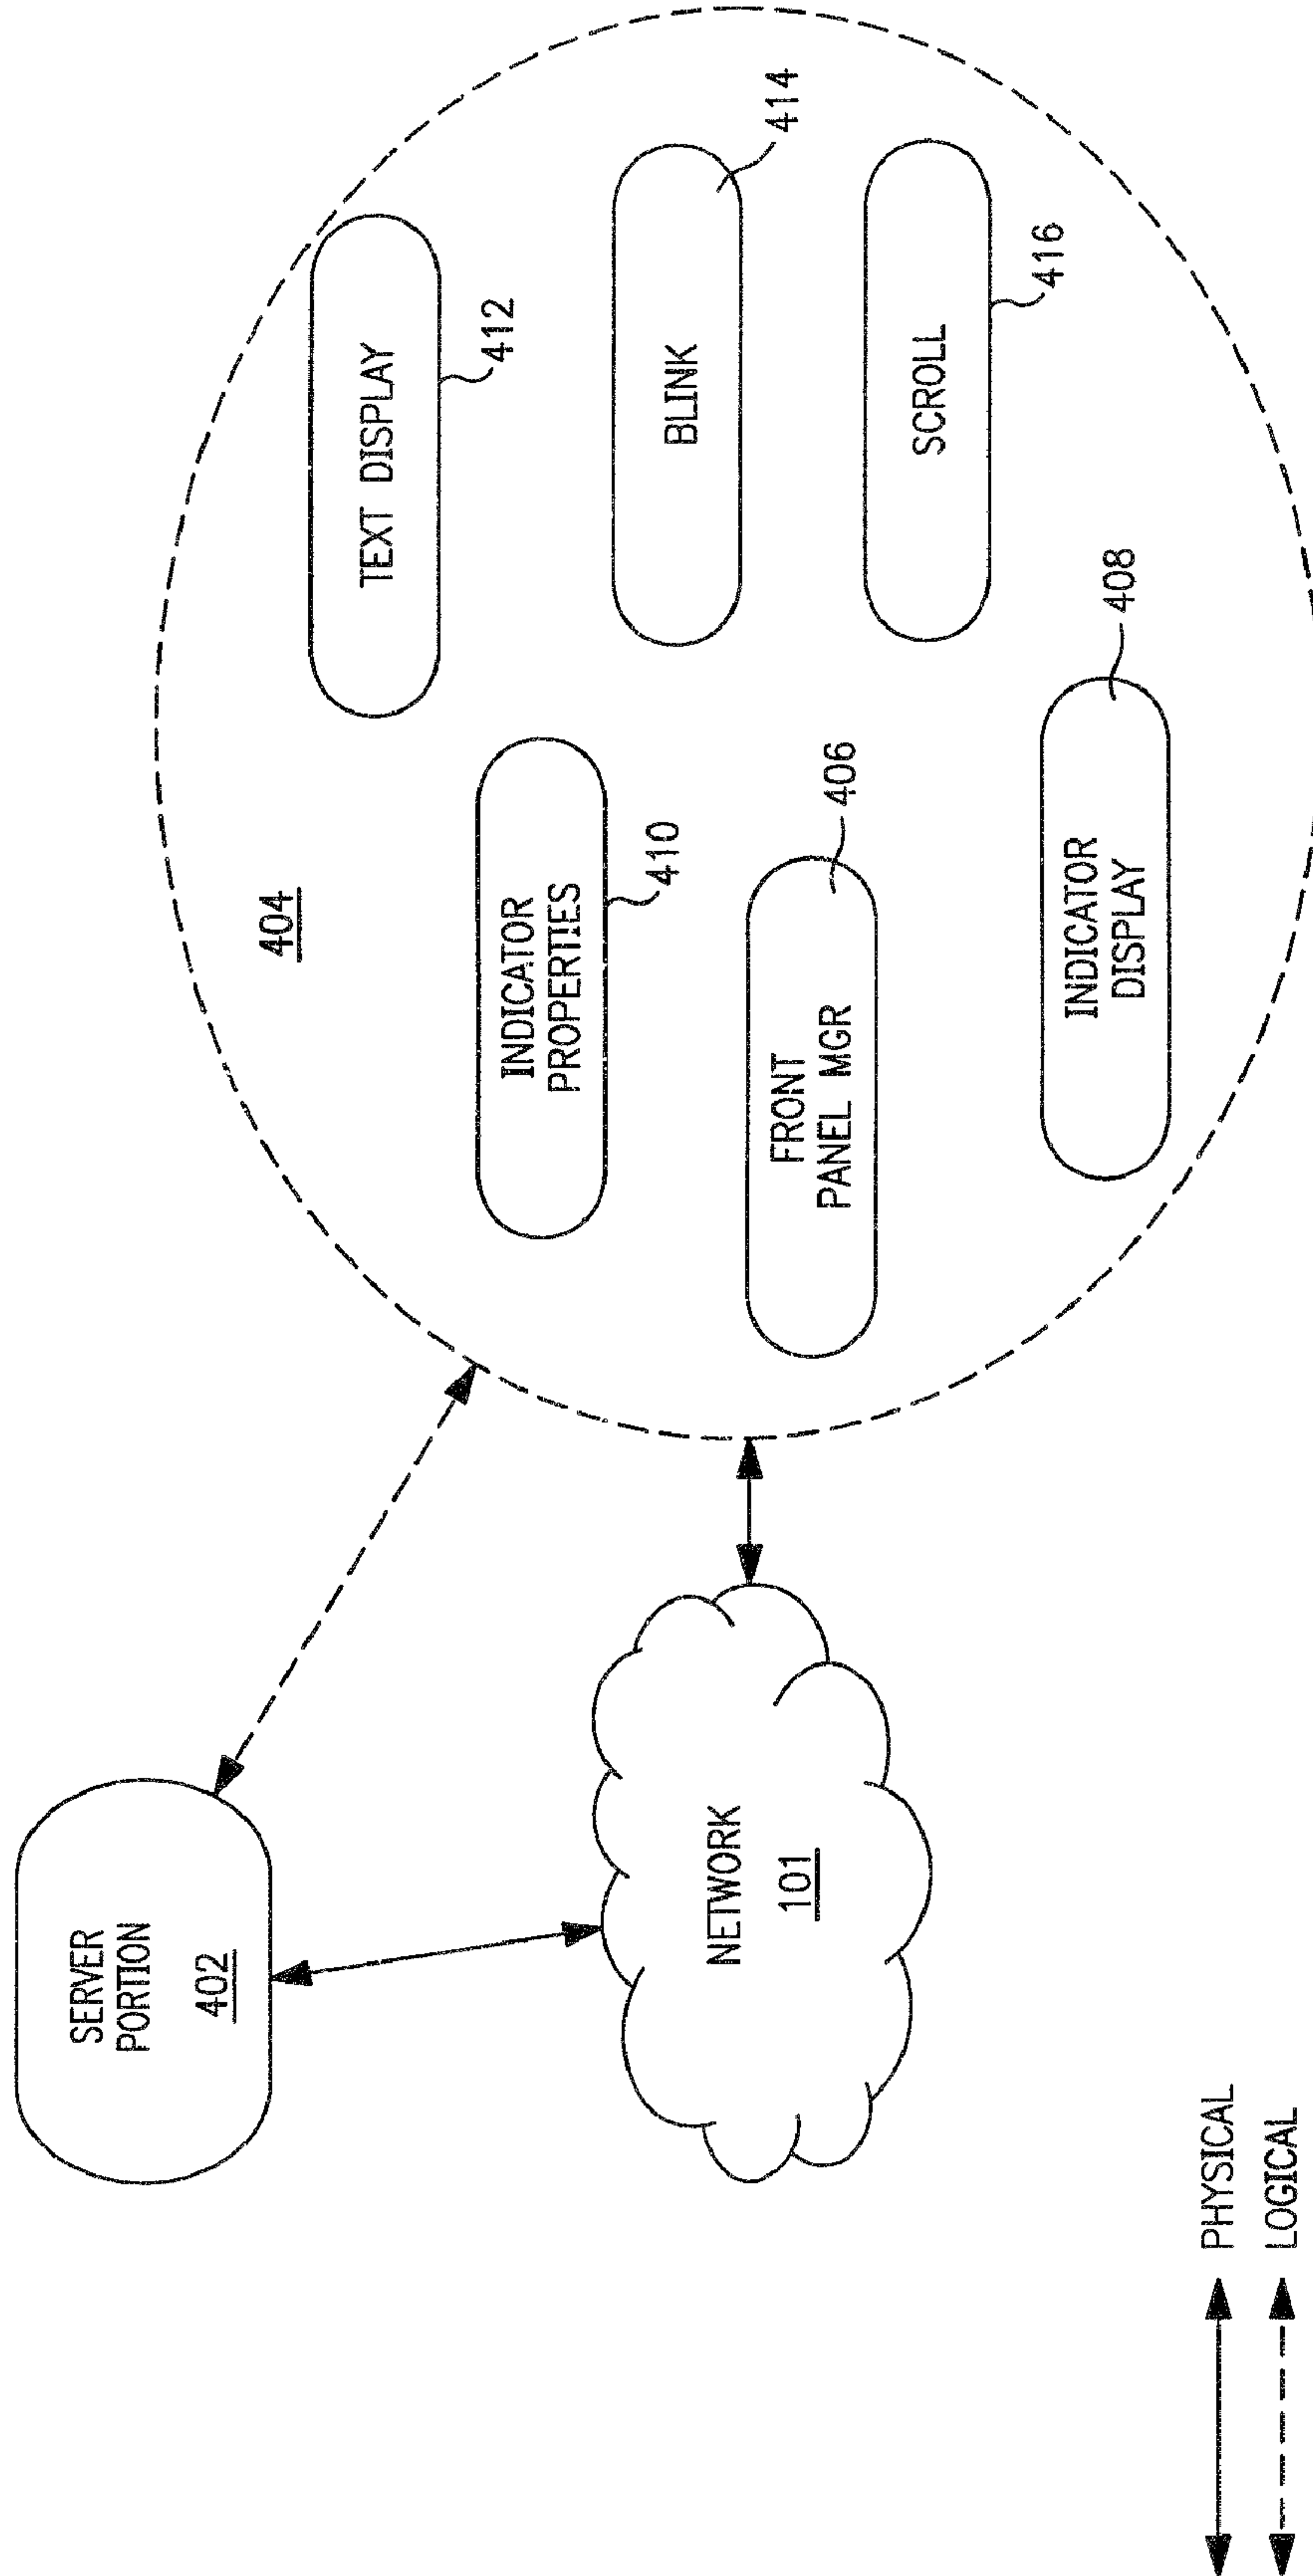 SERVER
PORTION
402
NETWORK
101
404
INDICATOR
PROPERTIES
410
TEXT DISPLAY
412
FRONT
PANEL MGR
406
BLINK
414
SCROLL
416
INDICATOR
DISPLAY
408
PHYSICAL
LOGICAL